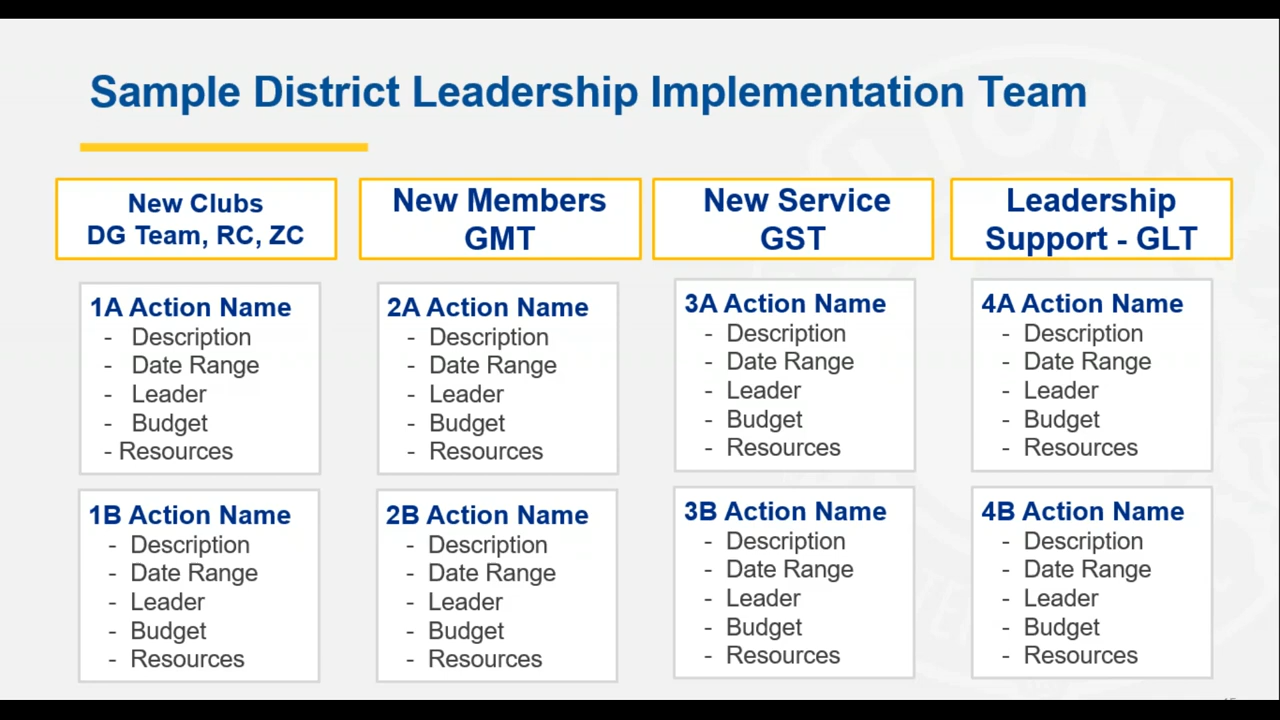 Sample District Leadership Implementation Team
New Clubs
DG Team, RC, ZC
New Members
GMT
New Service
GST
Leadership
Support - GLT
1A Action Name
- Description
- Date Range
- Leader
- Budget
- Resources
2A Action Name
- Description
- Date Range
- Leader
- Budget
- Resources
3A Action Name
- Description
- Date Range
- Leader
- Budget
- Resources
4A Action Name
- Description
- Date Range
- Leader
- Budget
- Resources
1B Action Name
- Description
- Date Range
- Leader
- Budget
- Resources
2B Action Name
- Description
- Date Range
- Leader
- Budget
- Resources
3B Action Name
- Description
- Date Range
- Leader
- Budget
- Resources
4B Action Name
- Description
- Date Range
- Leader
- Budget
- Resources
LIONS